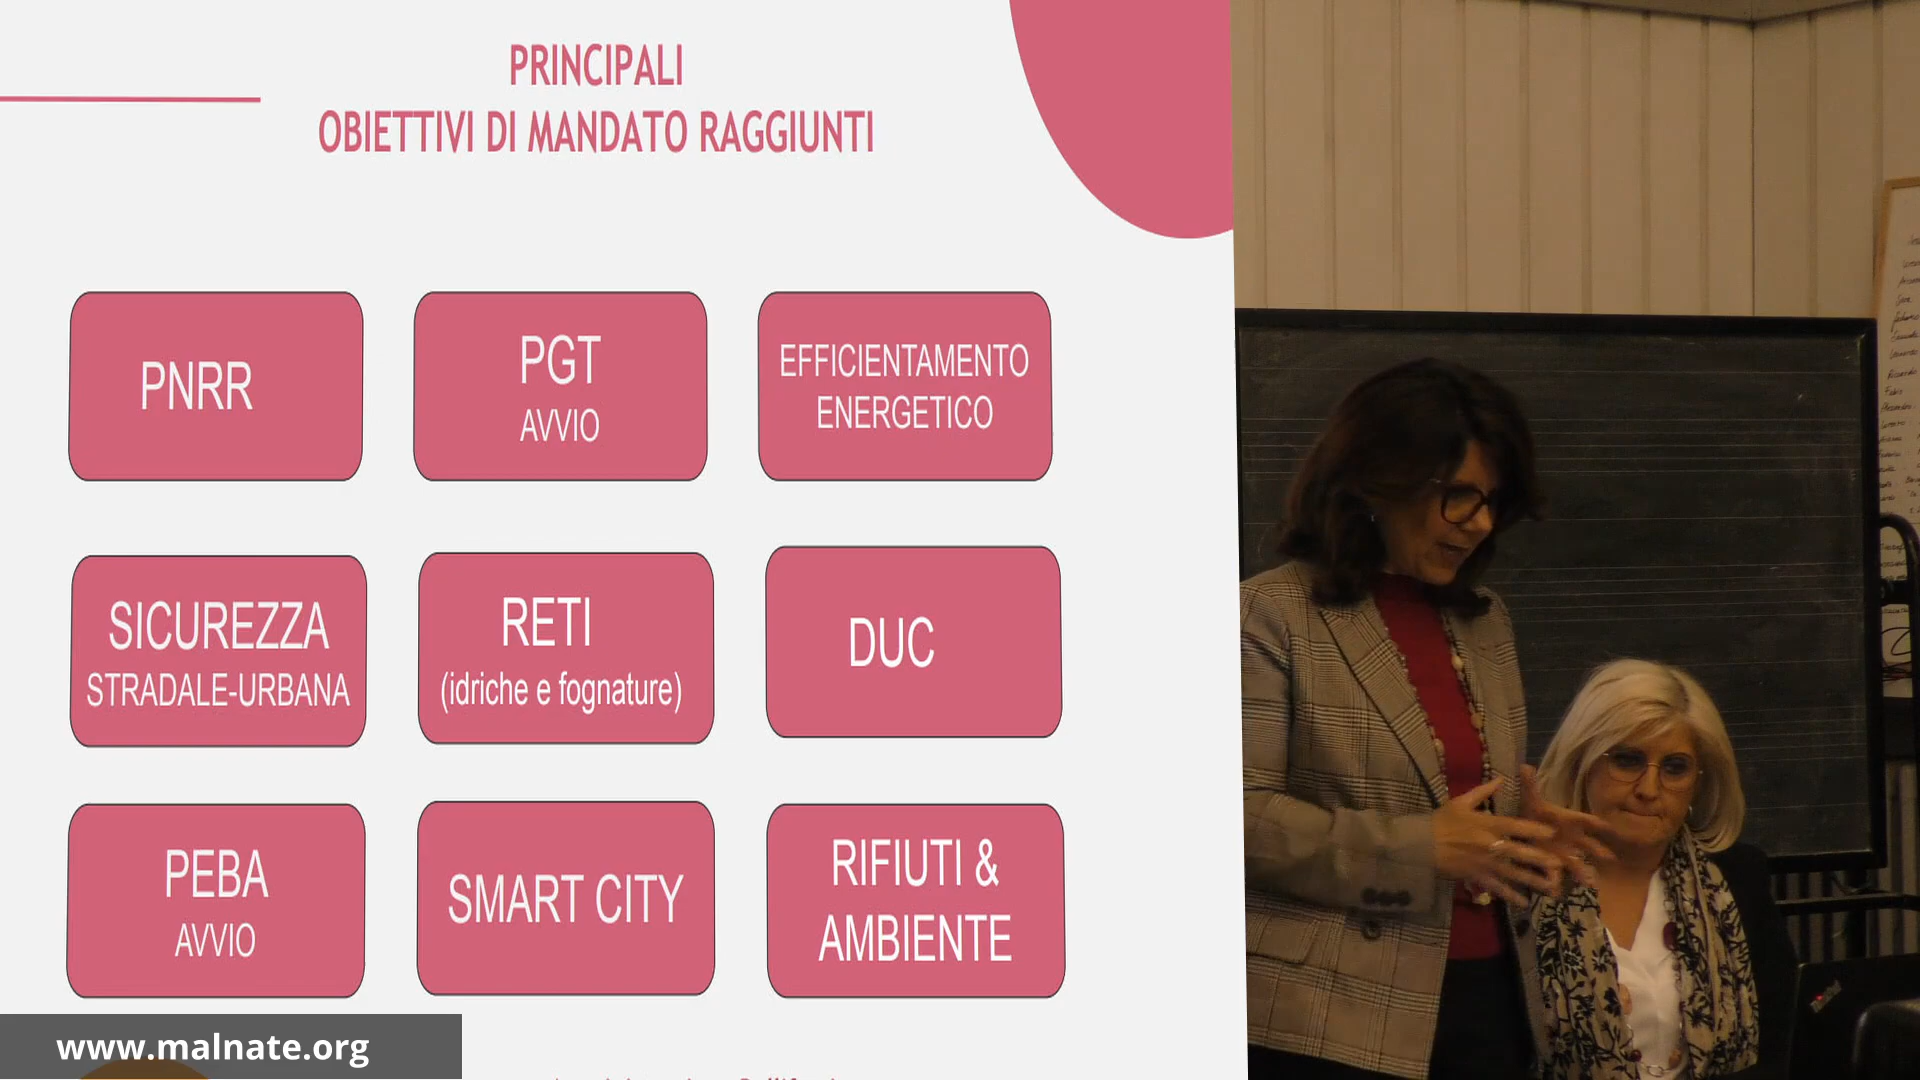 PRINCIPALI
OBIETTIVI DI MANDATO RAGGIUNTI
PNRR
PGT
AVVIO
EFFICIENTAMENTO
ENERGETICO
SICUREZZA
STRADALE-URBANA
RETI
(idriche e fognature)
DUC
PEBA
AVVIO
SMART CITY
RIFIUTI &
AMBIENTE
www.malnate.org